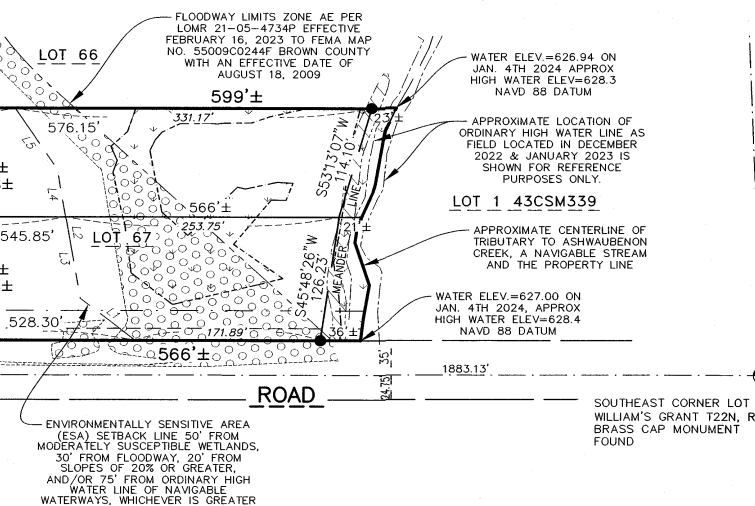 FLOODWAY LIMITS ZONE AE PER
LOMR 21-05-4734P EFFECTIVE
FEBRUARY 16, 2023 TO FEMA MAP
NO. 55009C0244F BROWN COUNTY
WITH AN EFFECTIVE DATE OF
AUGUST 18, 2009
LOT 66
WATER ELEV.=626.94 ON
JAN. 4TH 2024 APPROX
HIGH WATER ELEV=628.3
NAVD 88 DATUM
599'±
576.15'
331.17'
23'±
L5
S53°13'07"W
114.10'
APPROXIMATE LOCATION OF
ORDINARY HIGH WATER LINE AS
FIELD LOCATED IN DECEMBER
2022 & JANUARY 2023 IS
SHOWN FOR REFERENCE
PURPOSES ONLY.
LOT 1 43CSM339
L4
566'±
253.75'
21'±
545.85'
L2
LOT 67
L3
S45°48'26"W
126.23'
MEANDER LINE
APPROXIMATE CENTERLINE OF
TRIBUTARY TO ASHWAUBENON
CREEK, A NAVIGABLE STREAM
AND THE PROPERTY LINE
WATER ELEV.=627.00 ON
JAN. 4TH 2024, APPROX
HIGH WATER ELEV=628.4
NAVD 88 DATUM
528.30'
171.89'
36'±
566'±
35'
24.75'
1883.13'
ROAD
SOUTHEAST CORNER LOT
WILLIAM'S GRANT T22N, R
BRASS CAP MONUMENT
FOUND
ENVIRONMENTALLY SENSITIVE AREA
(ESA) SETBACK LINE 50' FROM
MODERATELY SUSCEPTIBLE WETLANDS,
30' FROM FLOODWAY, 20' FROM
SLOPES OF 20% OR GREATER,
AND/OR 75' FROM ORDINARY HIGH
WATER LINE OF NAVIGABLE
WATERWAYS, WHICHEVER IS GREATER